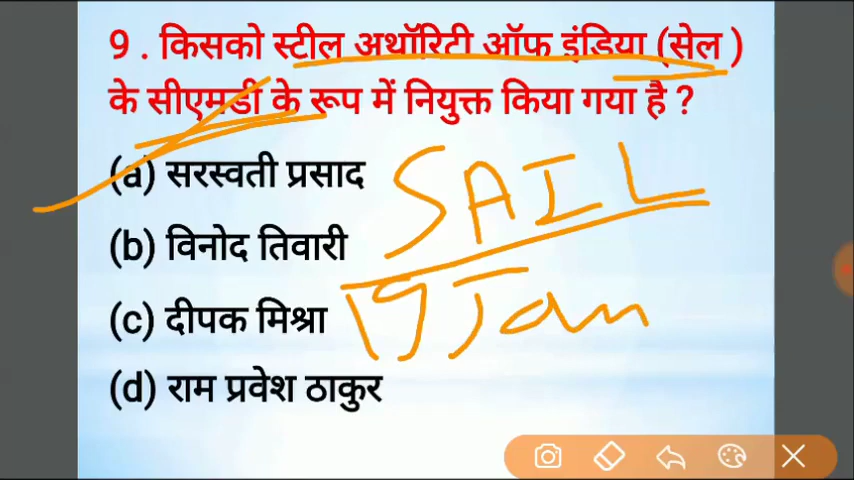 9 . किसको स्टील अथॉरिटी ऑफ इंडिया (सेल )
के सीएमडी के रूप में नियुक्त किया गया है ?
(a) सरस्वती प्रसाद
SAIL
(b) विनोद तिवारी
19 Jan
(c) दीपक मिश्रा
(d) राम प्रवेश ठाकुर